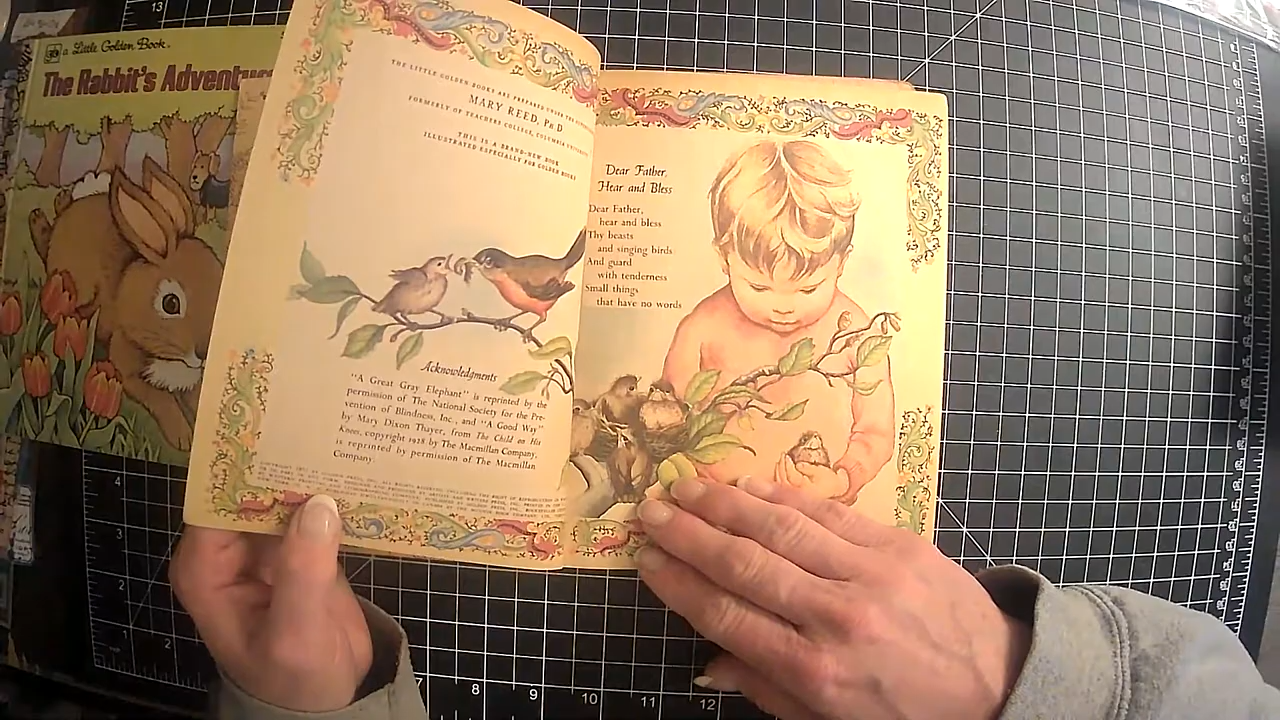 a Little Golden Book.
The Rabbit's Adventu
THE LITTLE GOLDEN BOOKS ARE PREPARED UNDER THE
MARY REED, PH D
FORMERLY OF TEACHERS COLLEGE, COLUMBIA UNIVERSITY
THIS IS A BRAND-NEW BOOK
ILLUSTRATED ESPECIALLY FOR GOLDEN BOOKS
Acknowledgments
"A Great Gray Elephant" is reprinted by the
permission of The National Society for the Pre-
vention of Blindness, Inc., and "A Good Way"
by Mary Dixon Thayer, from The Child on His
Knees, copyright 1928 by The Macmillan Company,
is reprinted by permission of The Macmillan
Company.
Dear Father,
Hear and Bless
Dear Father,
hear and bless
Thy beasts
and singing birds
And guard
with tenderness
Small things
that have no words
13
4
3
2
1
2
7
8
9
10
11
12